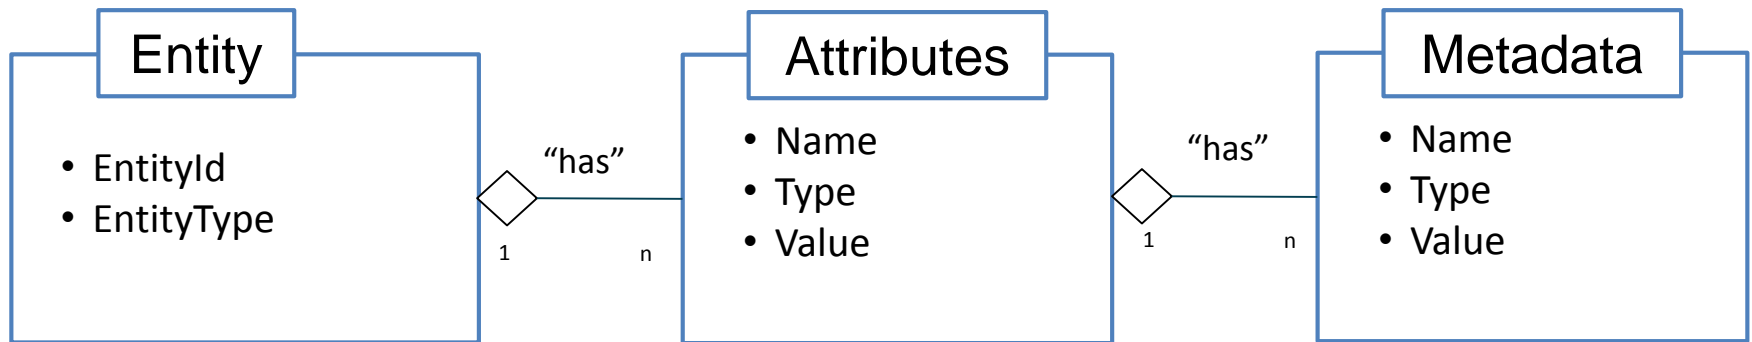 Entity
• EntityId
• EntityType
“has”
1 n
Attributes
• Name
• Type
• Value
“has”
1 n
Metadata
• Name
• Type
• Value